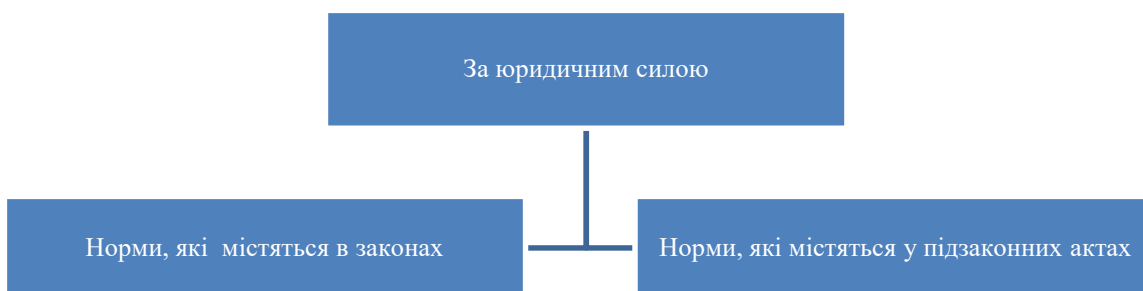 За юридичним силою
Норми, які містяться в законах
Норми, які містяться у підзаконних актах